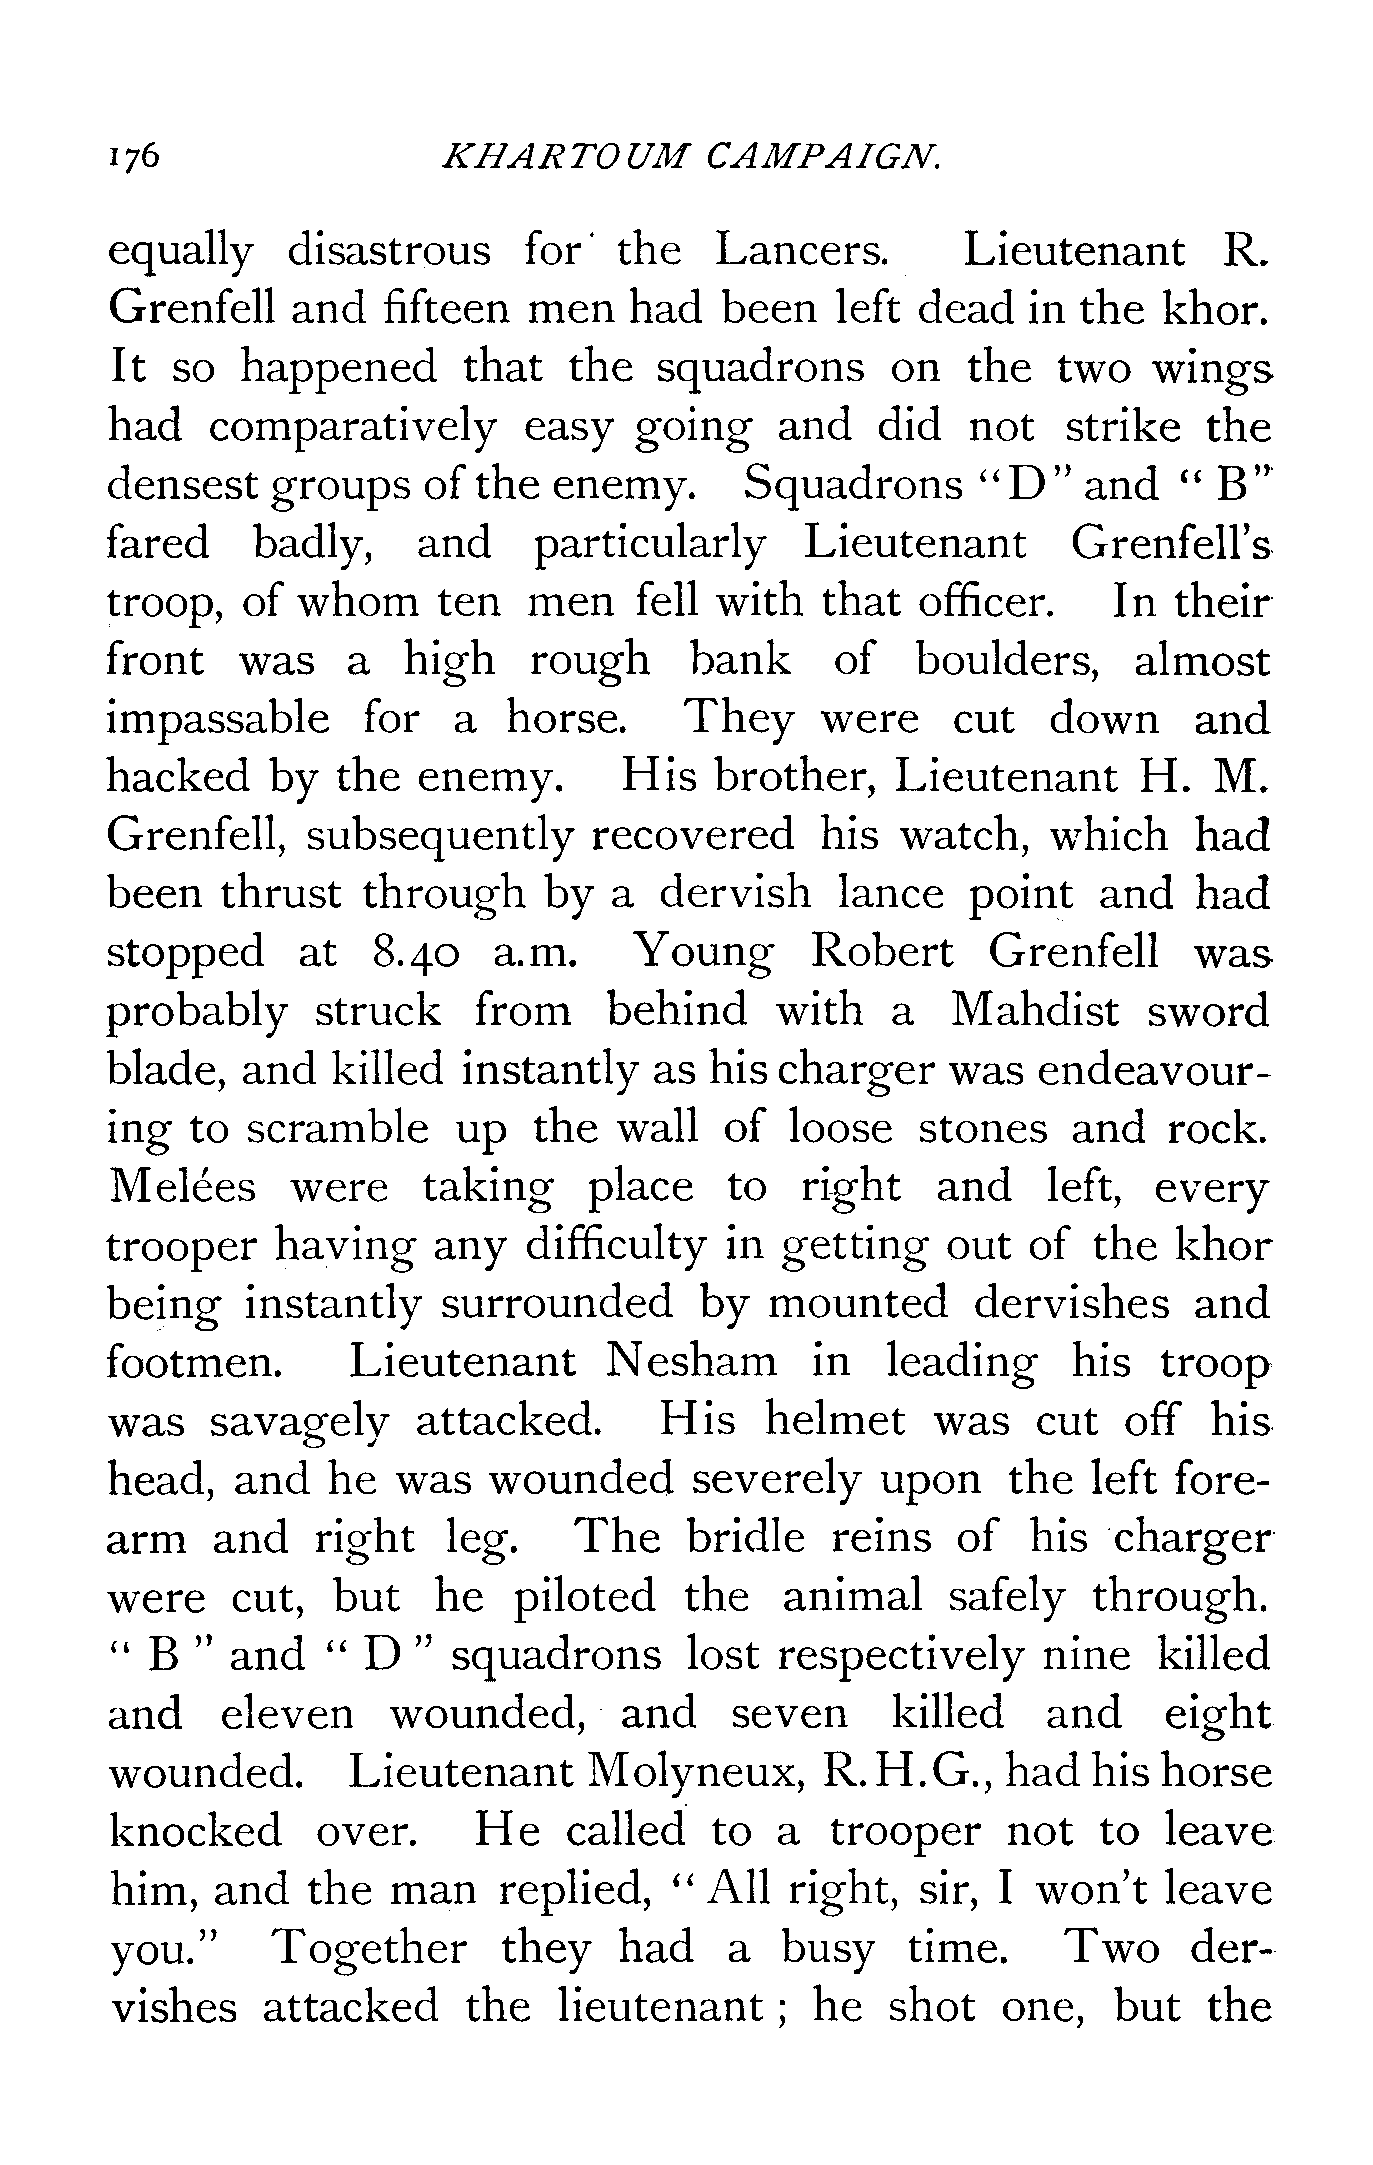 176 KHARTOUM CAMPAIGN.
equally disastrous for the Lancers. Lieutenant R.
Grenfell and fifteen men had been left dead in the khor.
It so happened that the squadrons on the two wings
had comparatively easy going and did not strike the
densest groups of the enemy. Squadrons "D" and "B"
fared badly, and particularly Lieutenant Grenfell's
troop, of whom ten men fell with that officer. In their
front was a high rough bank of boulders, almost
impassable for a horse. They were cut down and
hacked by the enemy. His brother, Lieutenant H. M.
Grenfell, subsequently recovered his watch, which had
been thrust through by a dervish lance point and had
stopped at 8.40 a.m. Young Robert Grenfell was
probably struck from behind with a Mahdist sword
blade, and killed instantly as his charger was endeavour-
ing to scramble up the wall of loose stones and rock.
Melées were taking place to right and left, every
trooper having any difficulty in getting out of the khor
being instantly surrounded by mounted dervishes and
footmen. Lieutenant Nesham in leading his troop
was savagely attacked. His helmet was cut off his
head, and he was wounded severely upon the left fore-
arm and right leg. The bridle reins of his charger
were cut, but he piloted the animal safely through.
"B" and "D" squadrons lost respectively nine killed
and eleven wounded, and seven killed and eight
wounded. Lieutenant Molyneux, R.H.G., had his horse
knocked over. He called to a trooper not to leave
him, and the man replied, "All right, sir, I won't leave
you." Together they had a busy time. Two der-
vishes attacked the lieutenant; he shot one, but the